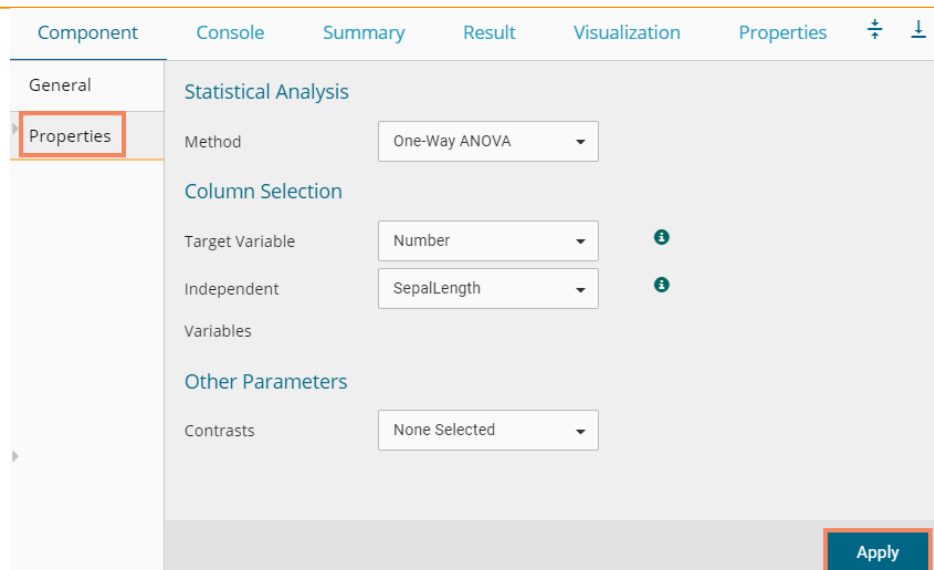 Component Console Summary Result Visualization Properties
General
Properties
Statistical Analysis
Method One-Way ANOVA
Column Selection
Target Variable Number
Independent SepalLength
Variables
Other Parameters
Contrasts None Selected
Apply